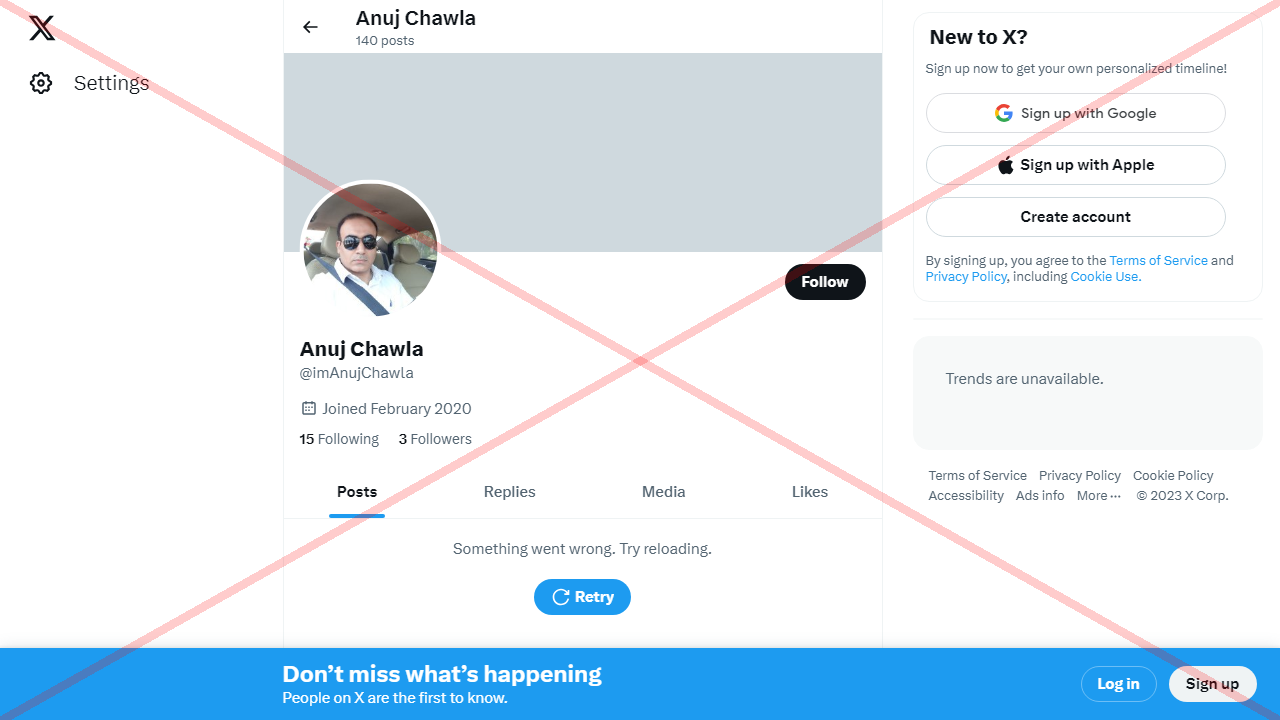 Settings
Anuj Chawla
140 posts
Follow
Anuj Chawla
@imAnujChawla
Joined February 2020
15 Following 3 Followers
Posts Replies Media Likes
Something went wrong. Try reloading.
Retry
New to X?
Sign up now to get your own personalized timeline!
Sign up with Google
Sign up with Apple
Create account
By signing up, you agree to the Terms of Service and
Privacy Policy, including Cookie Use.
Trends are unavailable.
Terms of Service Privacy Policy Cookie Policy
Accessibility Ads info More ··· © 2023 X Corp.
Don’t miss what’s happening
People on X are the first to know.
Log in Sign up